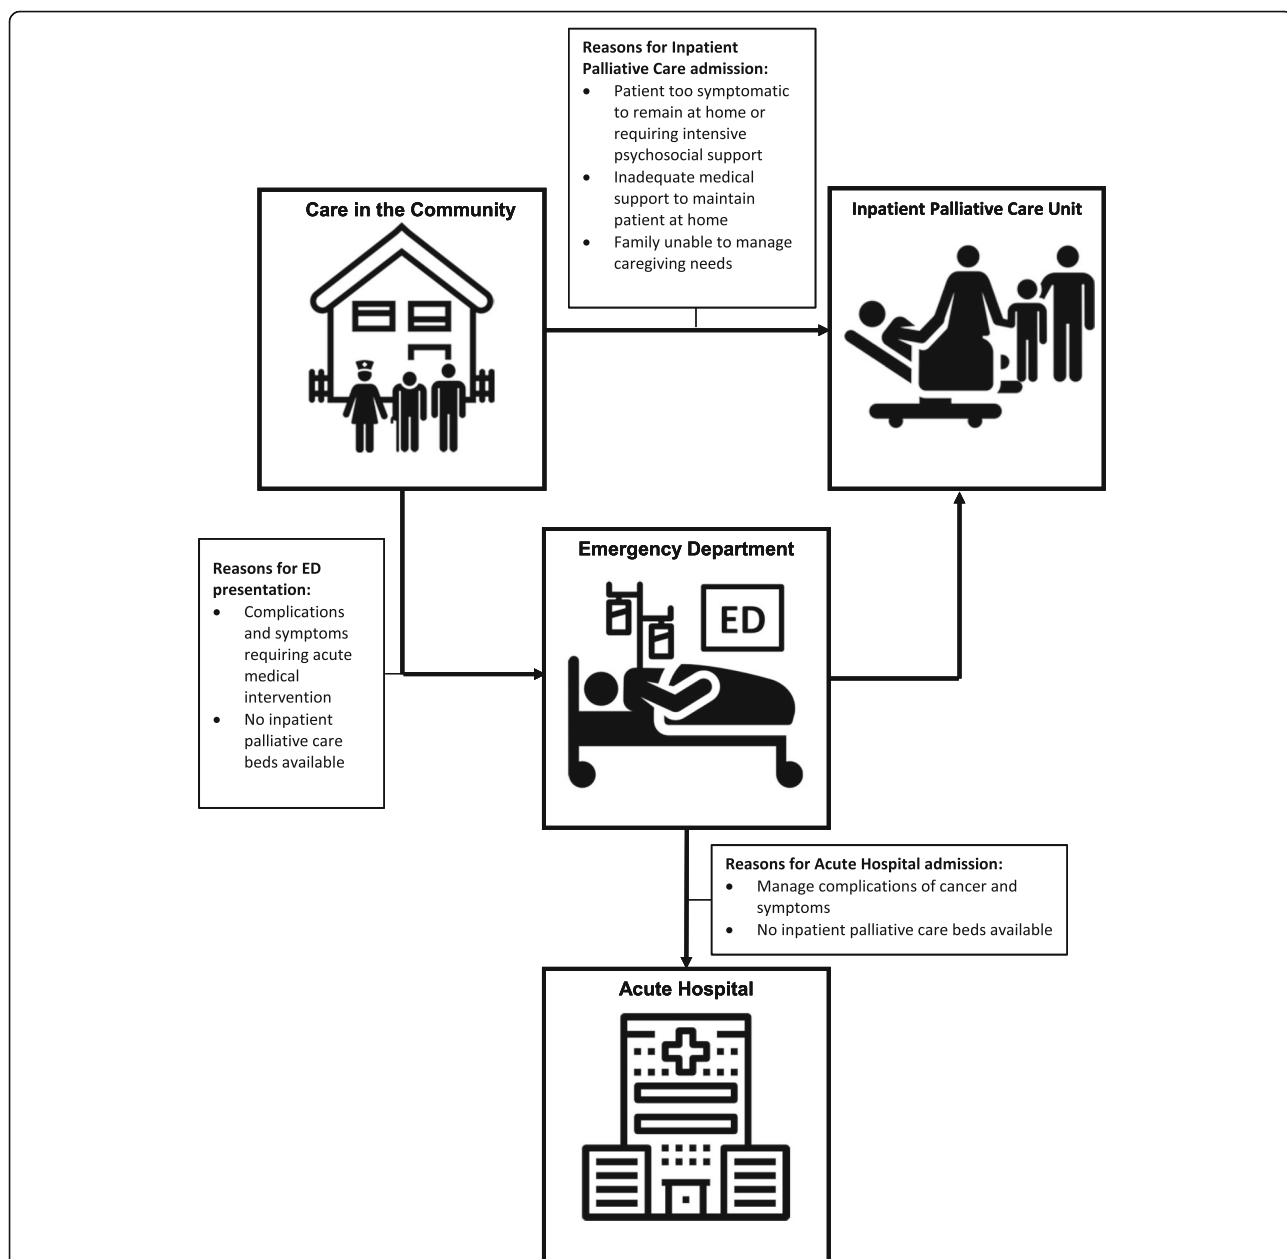 Reasons for Inpatient
Palliative Care admission:
• Patient too symptomatic
to remain at home or
requiring intensive
psychosocial support
• Inadequate medical
support to maintain
patient at home
• Family unable to manage
caregiving needs
Care in the Community
Inpatient Palliative Care Unit
Reasons for ED
presentation:
• Complications
and symptoms
requiring acute
medical
intervention
• No inpatient
palliative care
beds available
Emergency Department
ED
Reasons for Acute Hospital admission:
• Manage complications of cancer and
symptoms
• No inpatient palliative care beds available
Acute Hospital